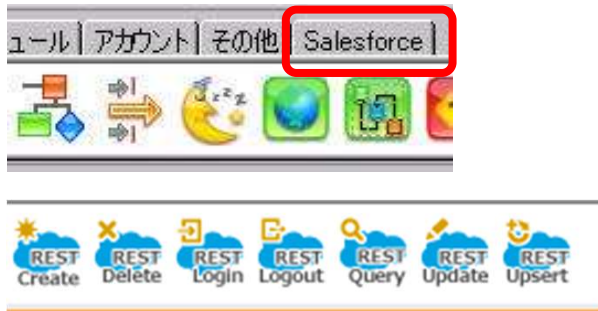 ュール アカウント その他 Salesforce
z z z
REST REST REST REST REST REST REST
Create Delete Login Logout Query Update Upsert